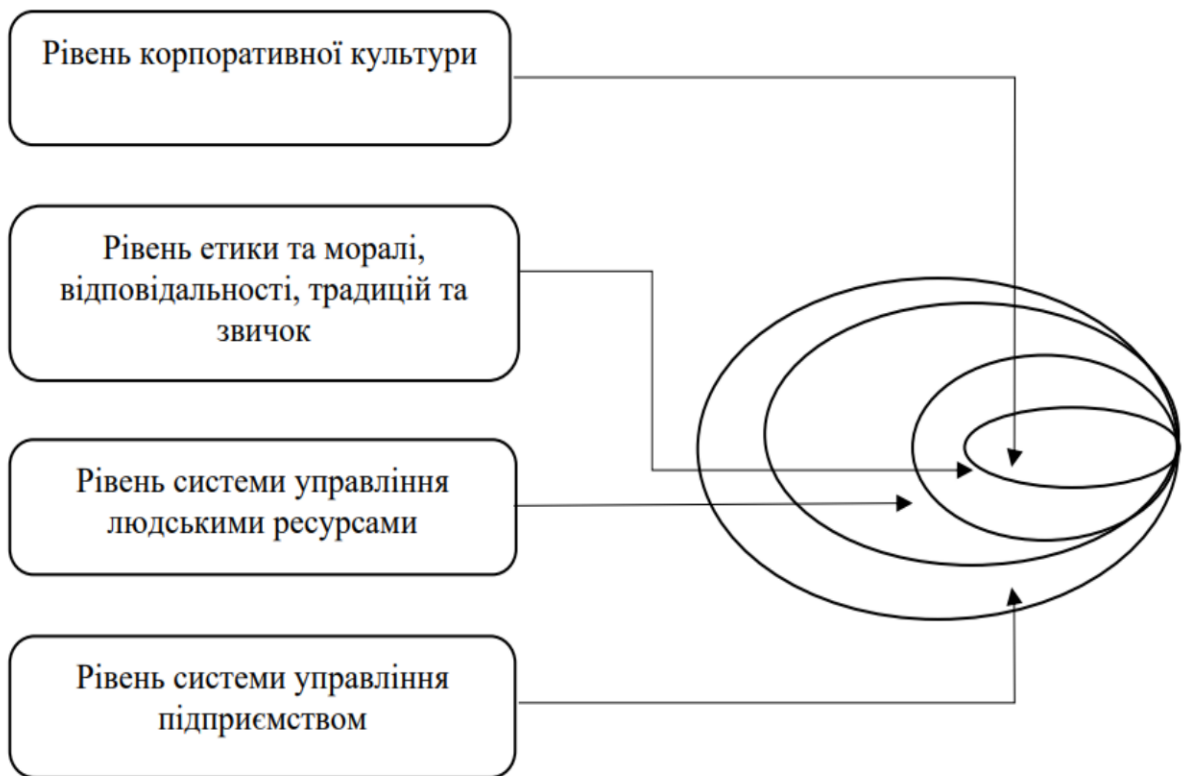 Рівень корпоративної культури
Рівень етики та моралі,
відповідальності, традицій та
звичок
Рівень системи управління
людськими ресурсами
Рівень системи управління
підприємством